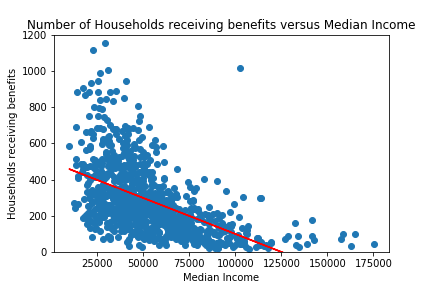 Number of Households receiving benefits versus Median Income
Households receiving benefits
1200
1000
800
600
400
200
0
25000 50000 75000 100000 125000 150000 175000
Median Income